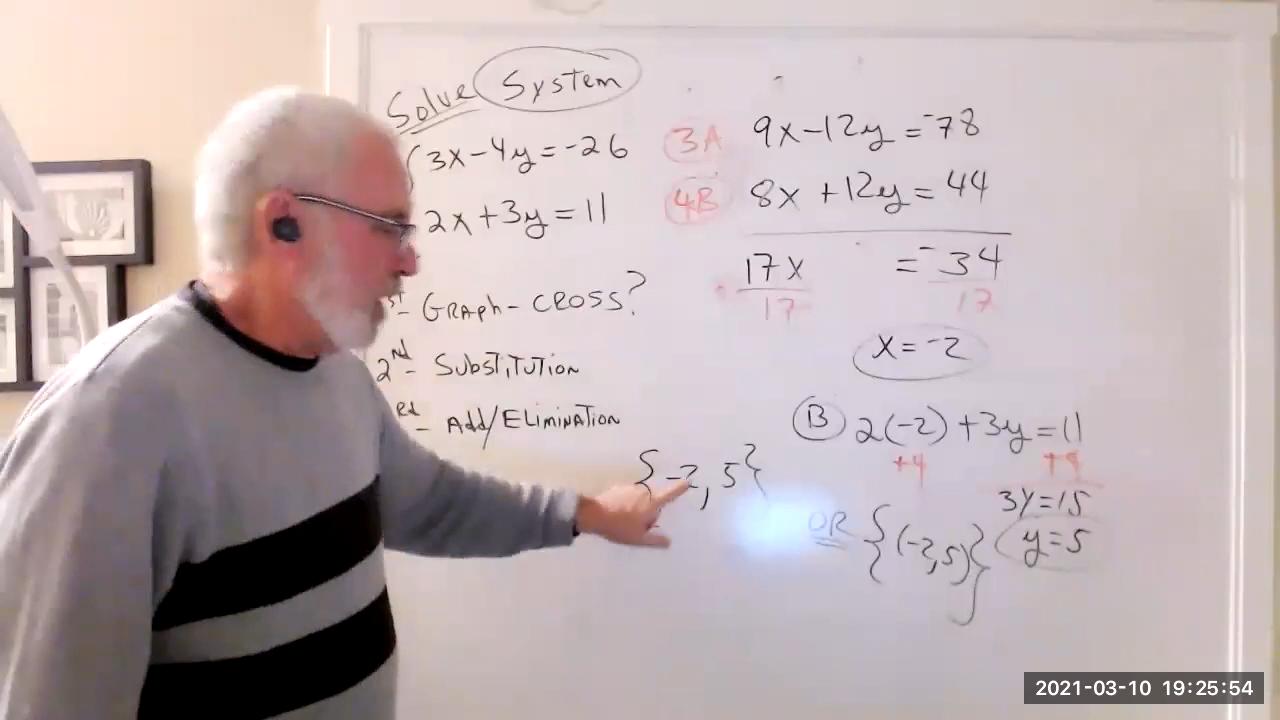 Solve System
3x-4y=-26
2x+3y=11
Graph-CROSS?
2nd- SUBSTITUTION
Rd- Add/ELIMINATION
{-2, 5}
3A 9x-12y=-78
4B 8x+12y=44
17x =-34
17 17
x=-2
B 2(-2)+3y=11
+4 +4
3y=15
OR {(-2,5)} y=5
2021-03-10 19:25:54